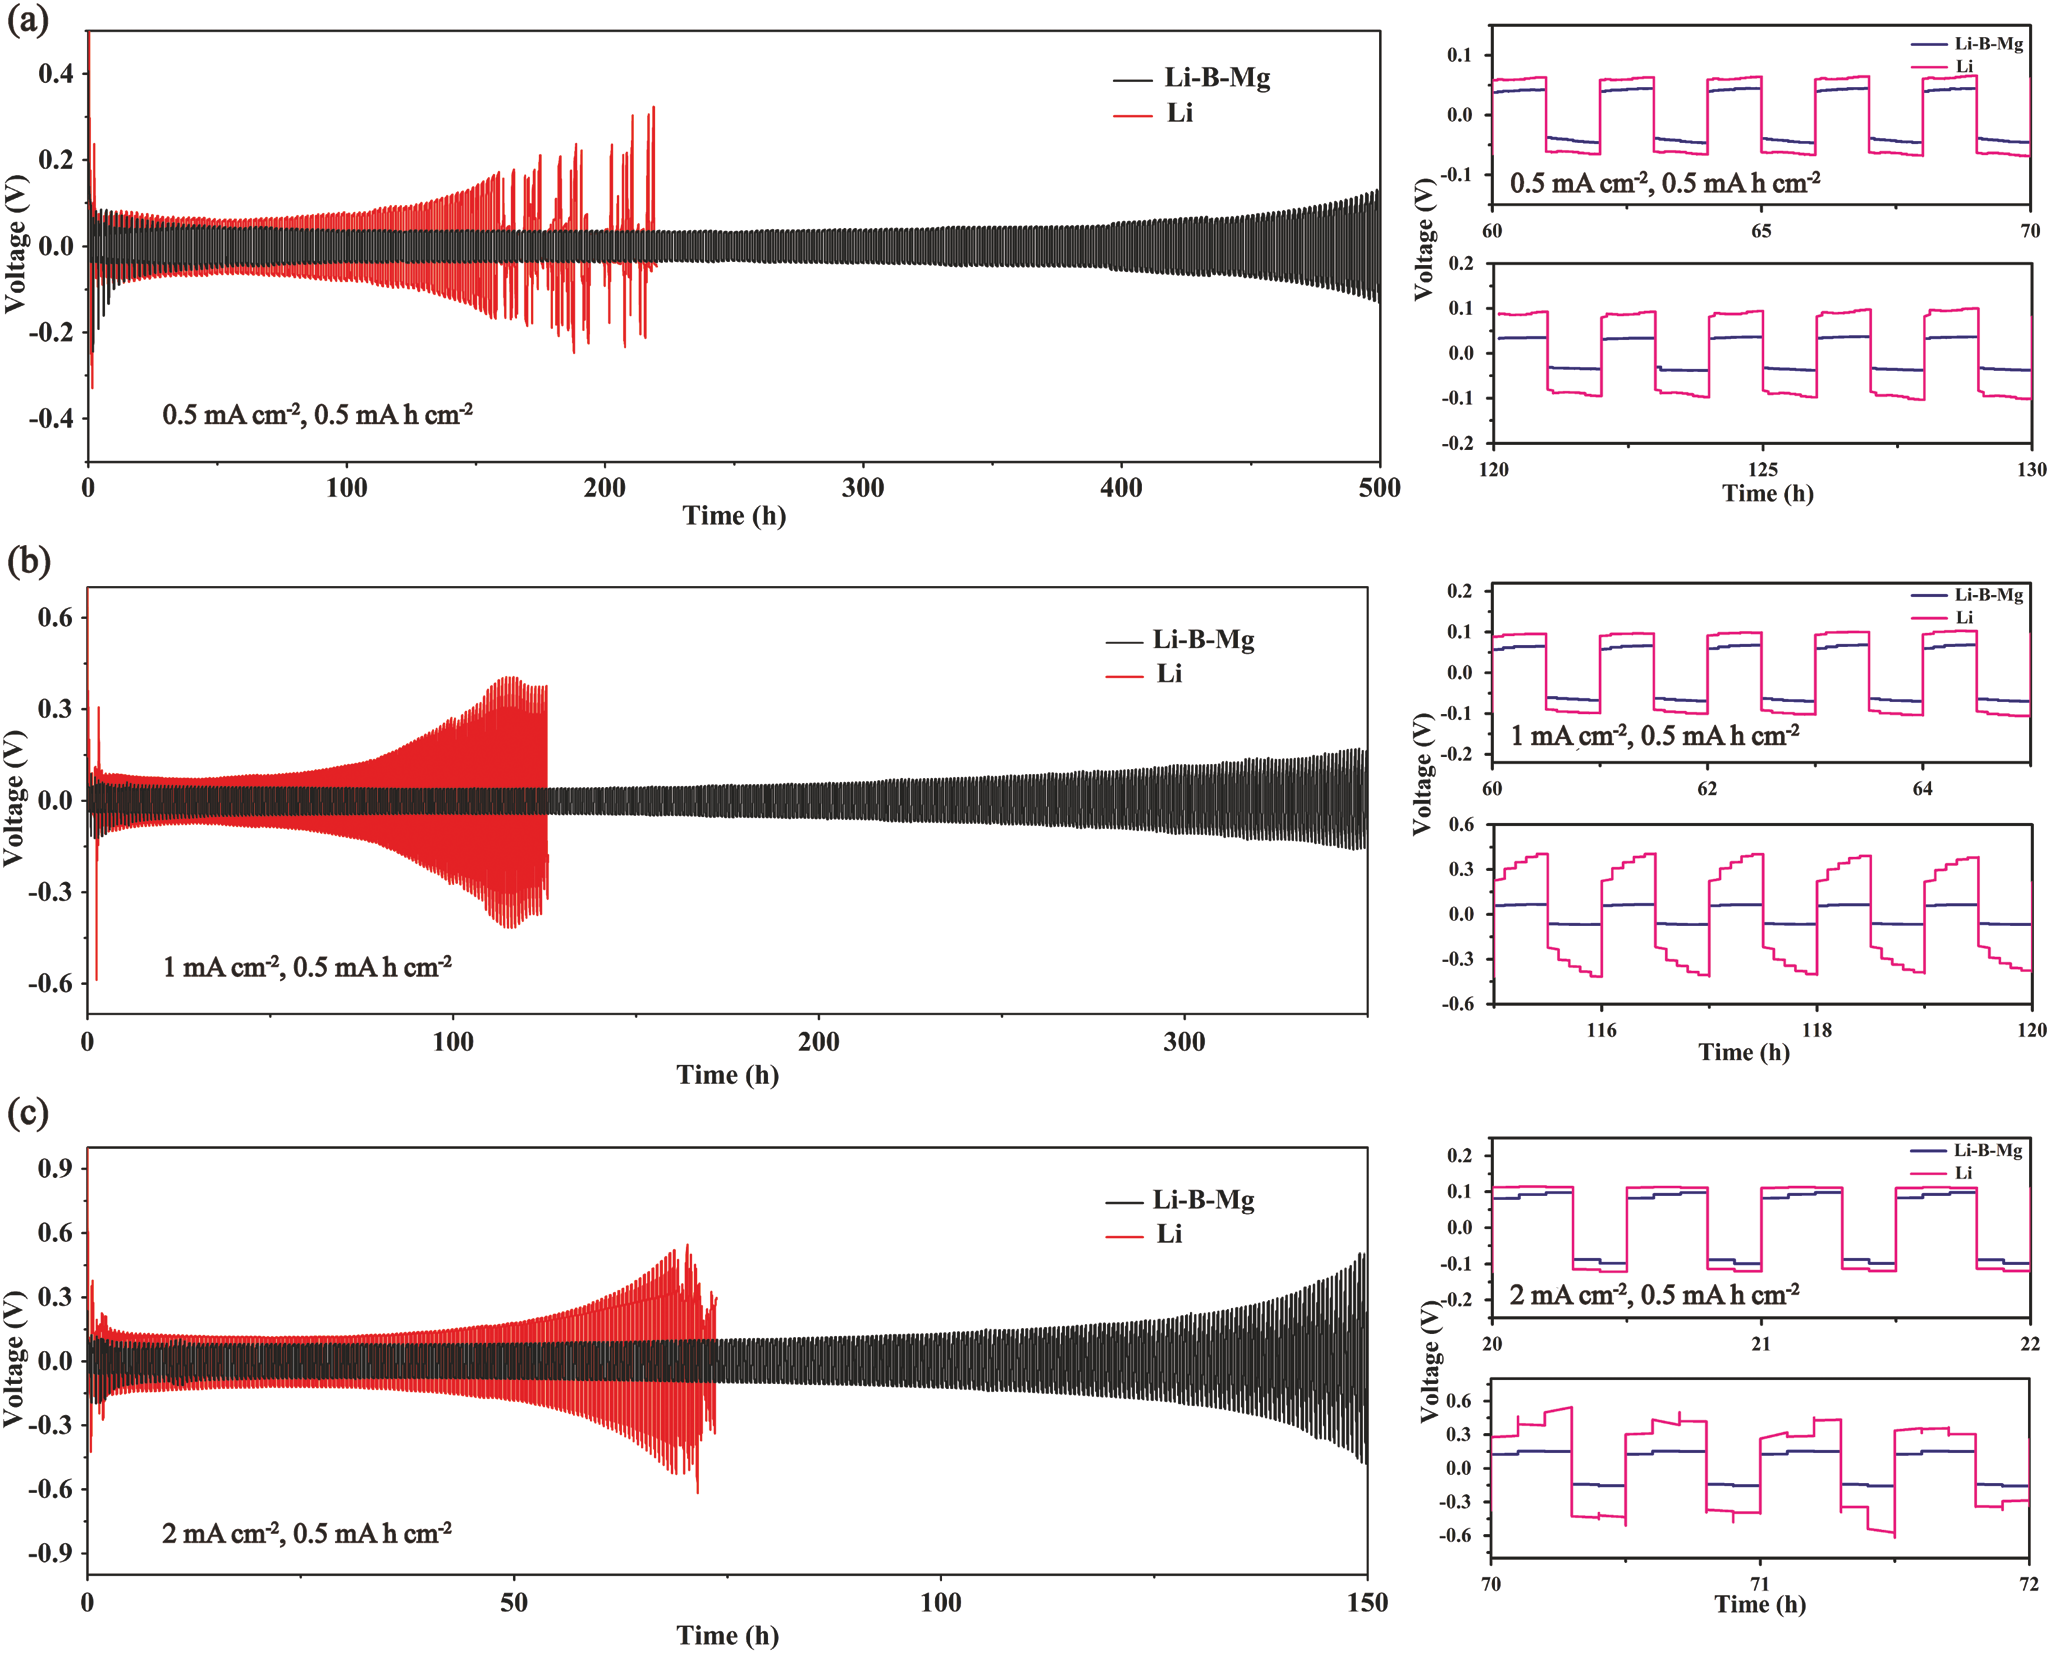 (a)
0.4
0.2
0.0
-0.2
-0.4
Voltage (V)
Li-B-Mg
Li
0.5 mA cm-2, 0.5 mA h cm-2
0 100 200 300 400 500
Time (h)
0.1
0.0
-0.1
Li-B-Mg
Li
0.5 mA cm-2, 0.5 mA h cm-2
60 65 70
Voltage (V)
0.2
0.1
0.0
-0.1
-0.2
120 125 130
Time (h)
(b)
0.6
0.3
0.0
-0.3
-0.6
Voltage (V)
Li-B-Mg
Li
1 mA cm-2, 0.5 mA h cm-2
0 100 200 300
Time (h)
0.2
0.1
0.0
-0.1
-0.2
Li-B-Mg
Li
1 mA cm-2, 0.5 mA h cm-2
60 62 64
Voltage (V)
0.6
0.3
0.0
-0.3
-0.6
116 118 120
Time (h)
(c)
0.9
0.6
0.3
0.0
-0.3
-0.6
-0.9
Voltage (V)
Li-B-Mg
Li
2 mA cm-2, 0.5 mA h cm-2
0 50 100 150
Time (h)
0.2
0.1
0.0
-0.1
-0.2
Li-B-Mg
Li
2 mA cm-2, 0.5 mA h cm-2
20 21 22
Voltage (V)
0.6
0.3
0.0
-0.3
-0.6
70 71 72
Time (h)